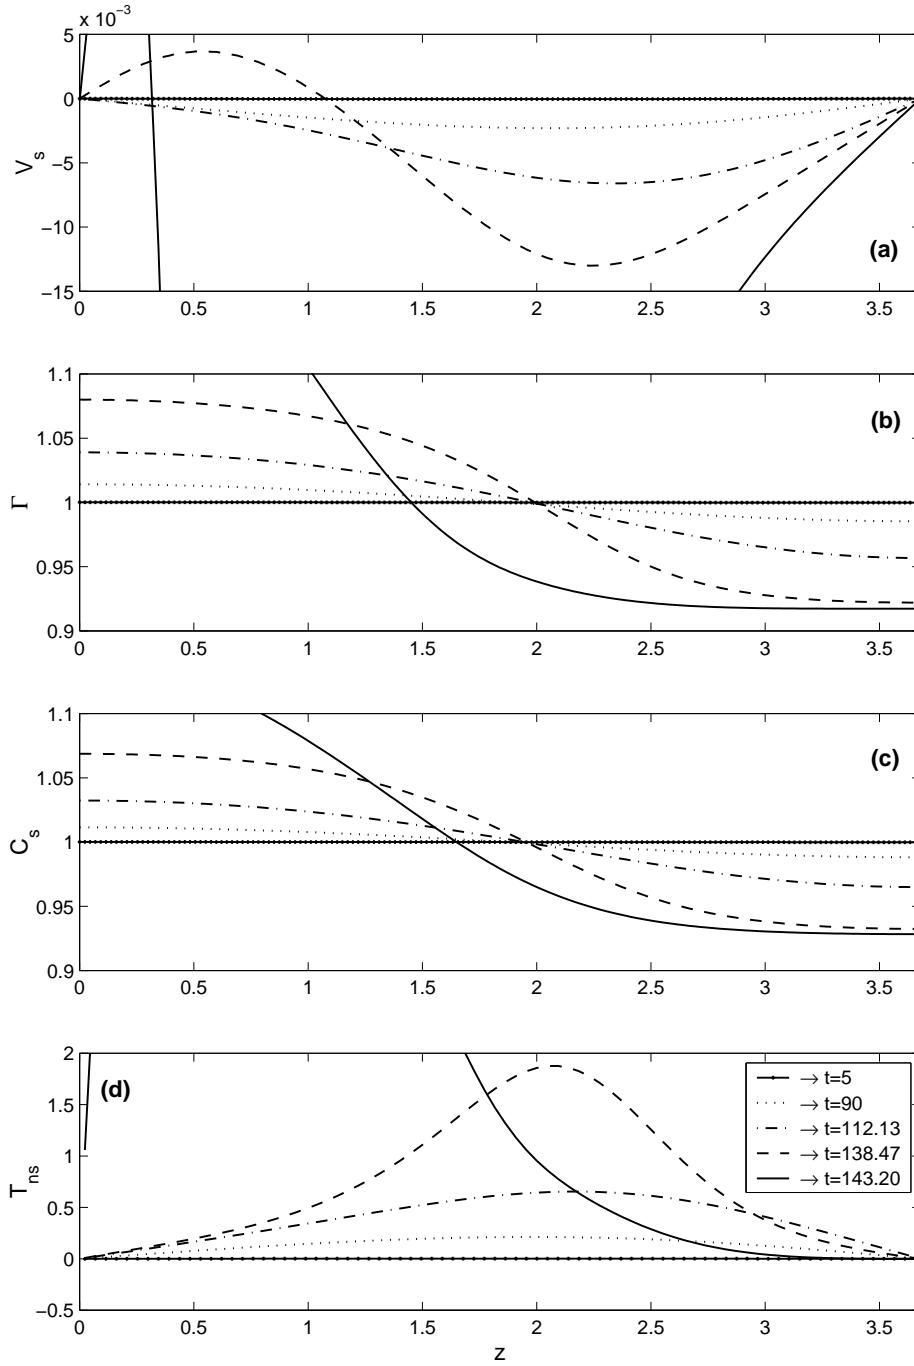 x 10⁻³
5
0
−5
−10
−15
V_s
(a)
0 0.5 1 1.5 2 2.5 3 3.5
1.1
1.05
1
0.95
0.9
Γ
(b)
0 0.5 1 1.5 2 2.5 3 3.5
1.1
1.05
1
0.95
0.9
C_s
(c)
0 0.5 1 1.5 2 2.5 3 3.5
2
1.5
1
0.5
0
−0.5
T_ns
(d)
→ t=5
→ t=90
→ t=112.13
→ t=138.47
→ t=143.20
0 0.5 1 1.5 2 2.5 3 3.5
z